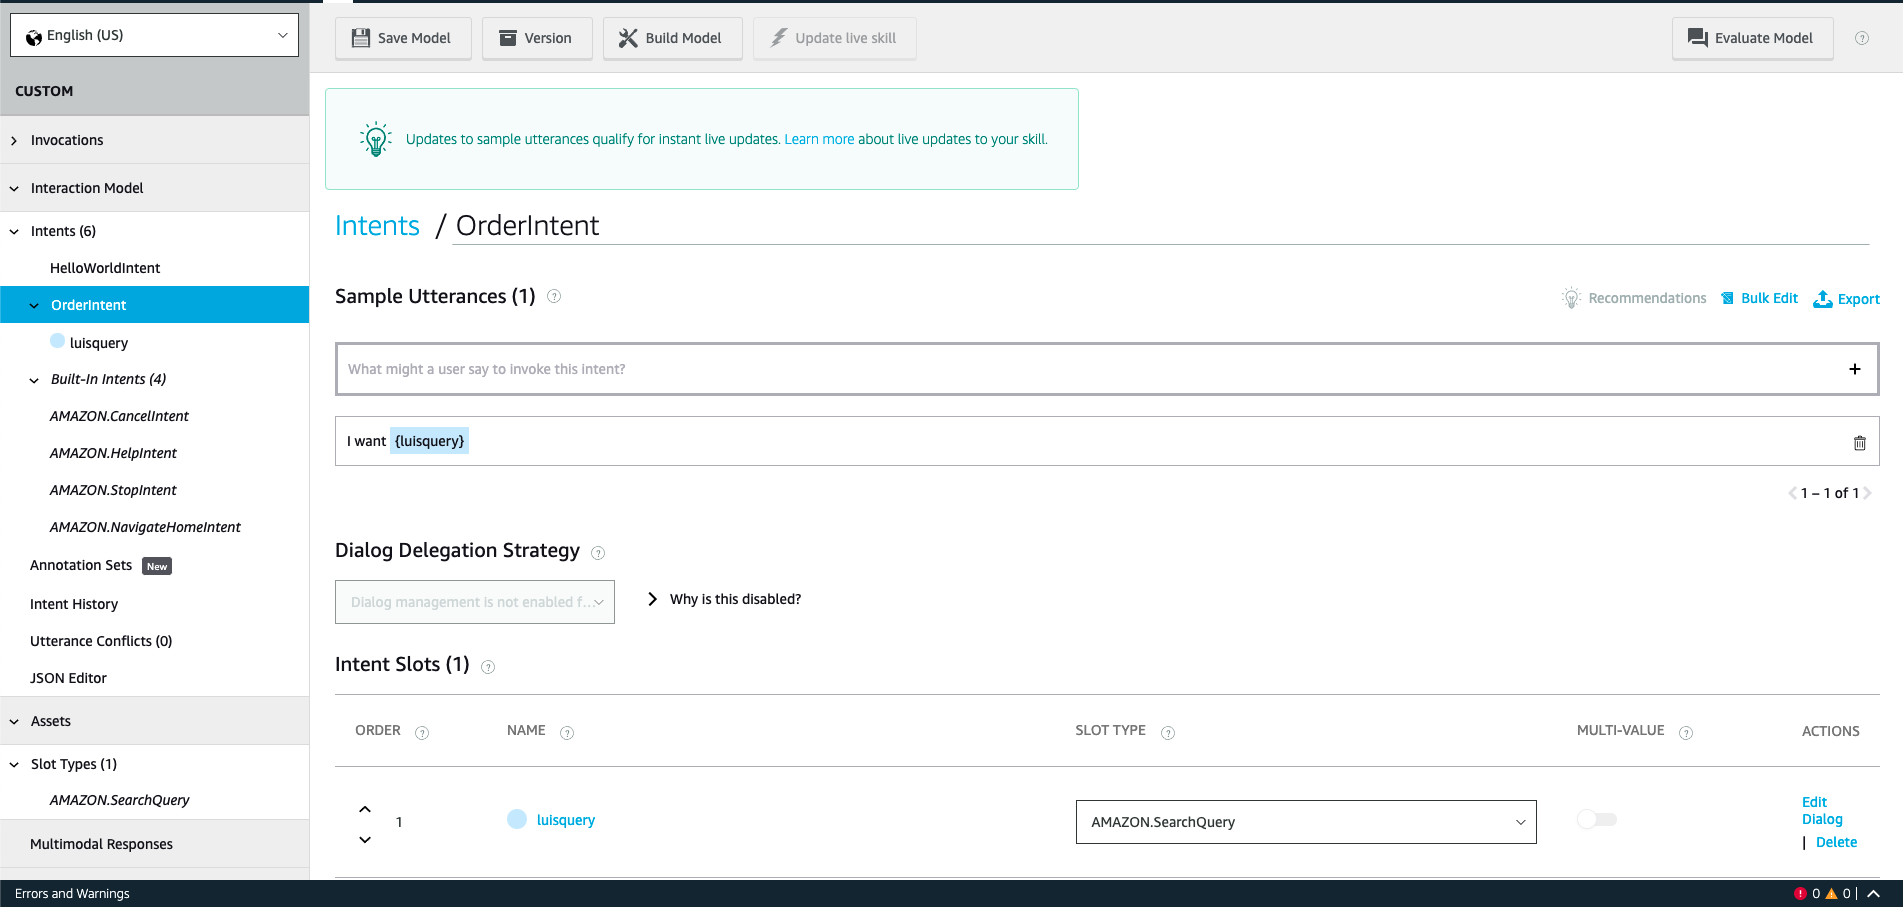 English (US)
Save Model
Version
Build Model
Update live skill
Evaluate Model
?
CUSTOM
Invocations
Interaction Model
Intents (6)
HelloWorldIntent
OrderIntent
luisquery
Built-In Intents (4)
AMAZON.CancelIntent
AMAZON.HelpIntent
AMAZON.StopIntent
AMAZON.NavigateHomeIntent
Annotation Sets New
Intent History
Utterance Conflicts (0)
JSON Editor
Assets
Slot Types (1)
AMAZON.SearchQuery
Multimodal Responses
Updates to sample utterances qualify for instant live updates. Learn more about live updates to your skill.
Intents / OrderIntent
Sample Utterances (1) ?
Recommendations
Bulk Edit
Export
What might a user say to invoke this intent? +
I want {luisquery}
1 – 1 of 1
Dialog Delegation Strategy ?
Dialog management is not enabled f...
Why is this disabled?
Intent Slots (1) ?
ORDER ? NAME ? SLOT TYPE ? MULTI-VALUE ? ACTIONS
1 luisquery AMAZON.SearchQuery
Edit
Dialog
| Delete
Errors and Warnings
! 0 ! 0 |